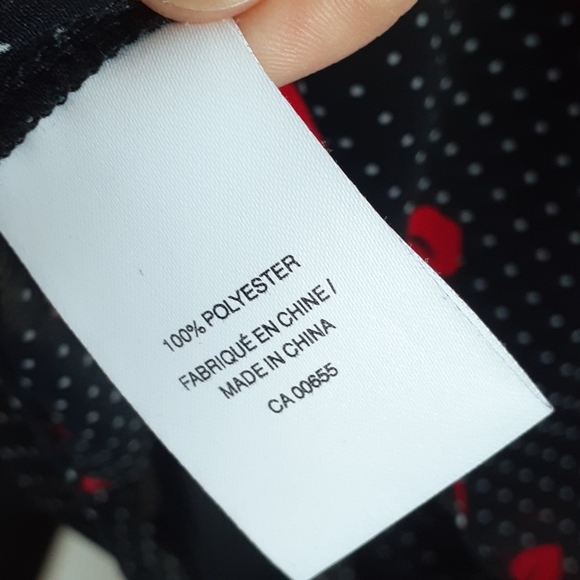 100% POLYESTER
FABRIQUÉ EN CHINE /
MADE IN CHINA
CA 00655